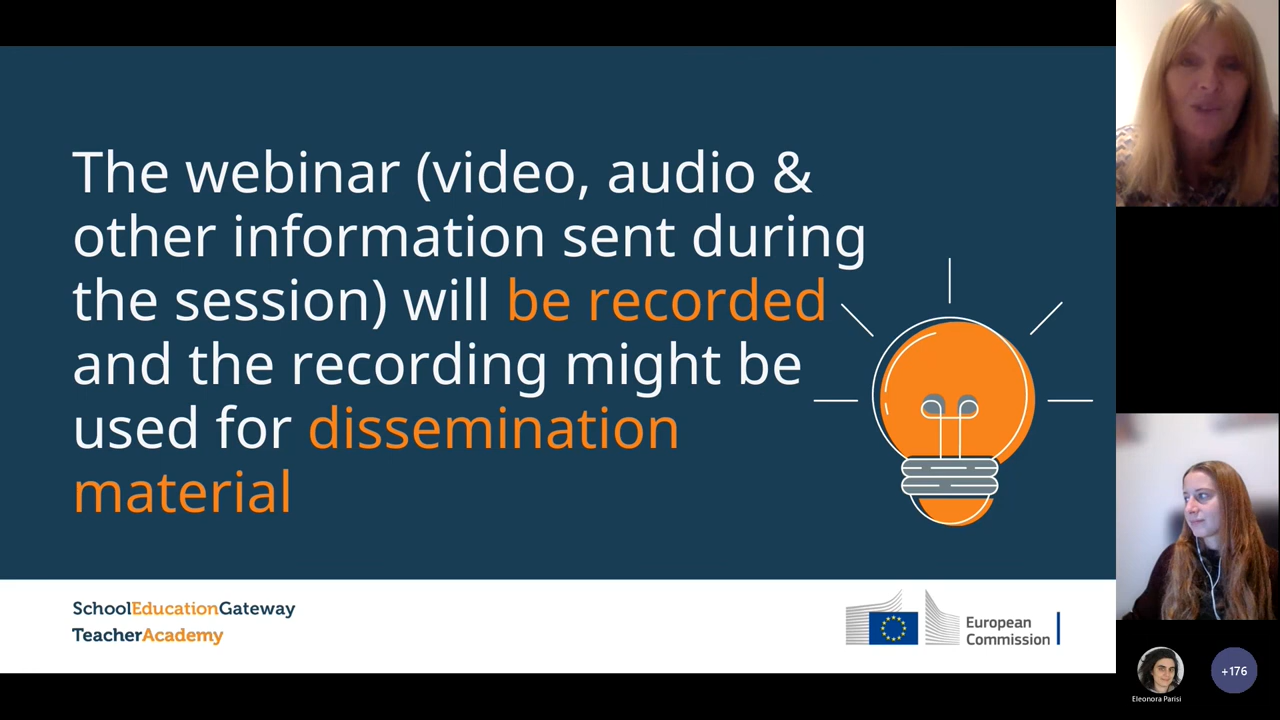 The webinar (video, audio &
other information sent during
the session) will be recorded
and the recording might be
used for dissemination
material
SchoolEducationGateway
TeacherAcademy
European
Commission
Eleonora Parisi
+176